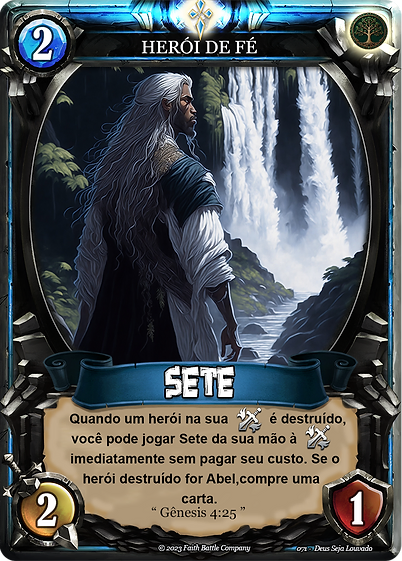 2
HERÓI DE FÉ
SETE
Quando um herói na sua é destruído,
você pode jogar Sete da sua mão à
imediatamente sem pagar seu custo. Se o
herói destruído for Abel,compre uma
carta.
“ Gênesis 4:25 ”
2
1
© 2023 Faith Battle Company
071 Deus Seja Louvado